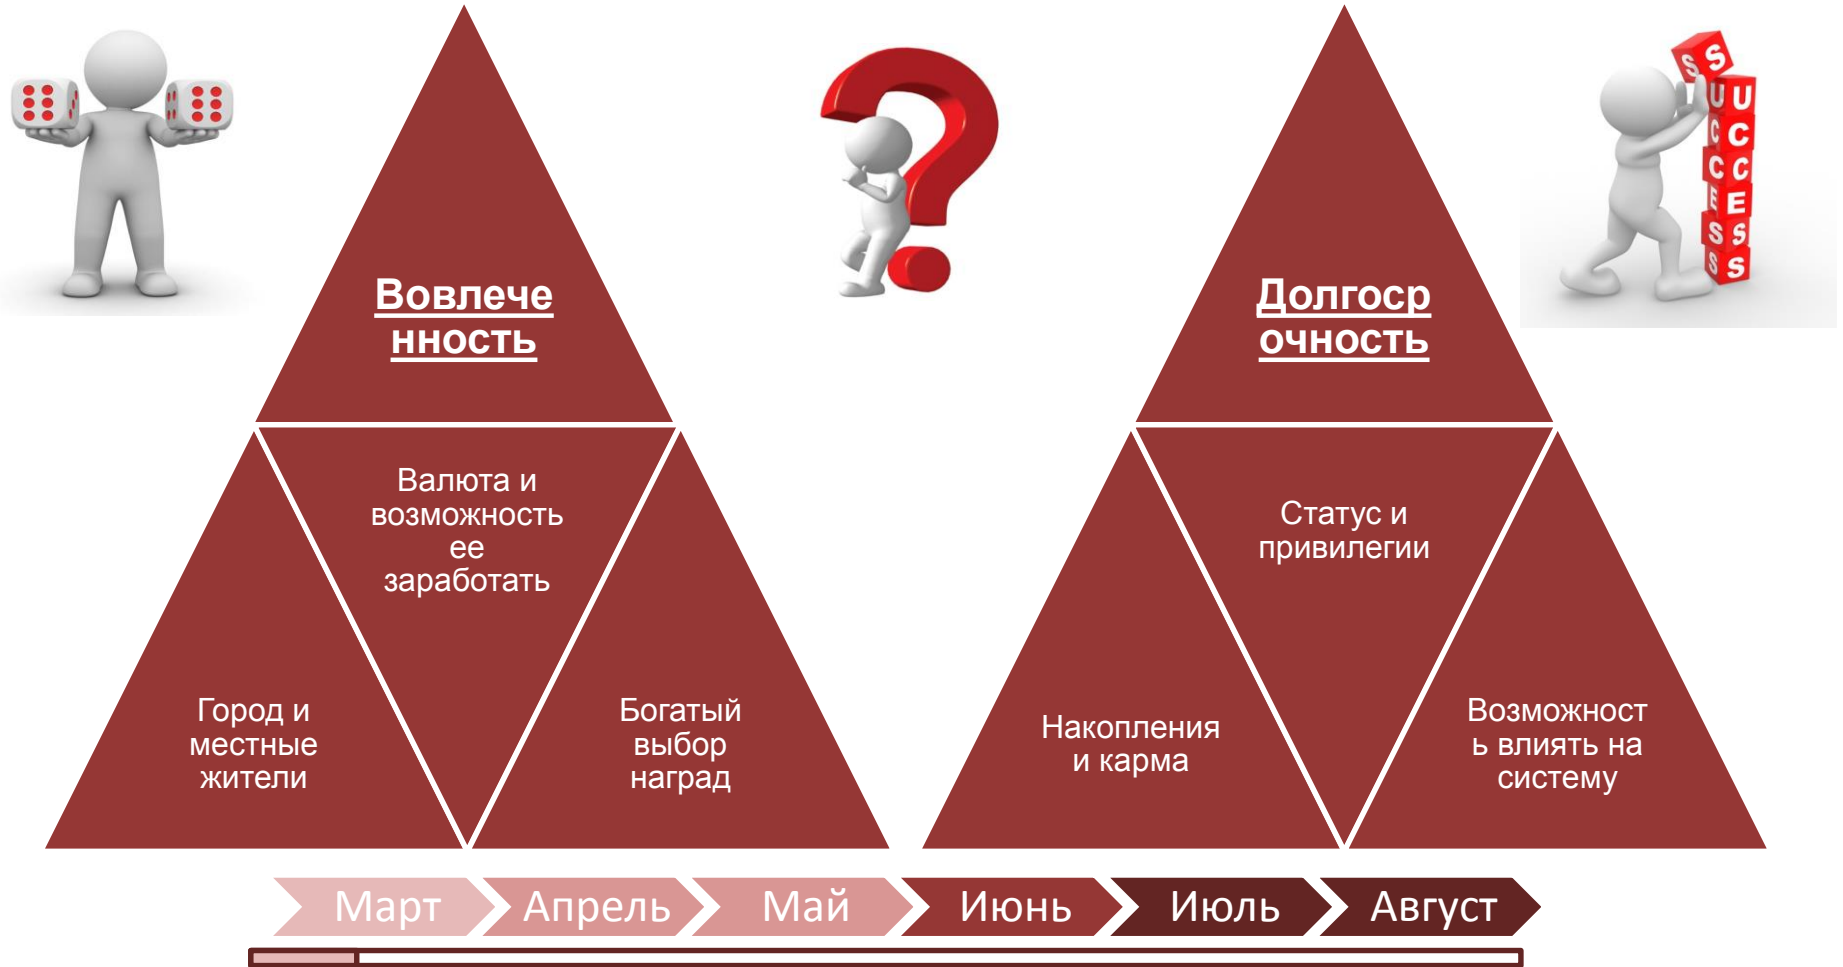 Вовлече
нность
Валюта и
возможность
ее
заработать
Город и
местные
жители
Богатый
выбор
наград
Долгоср
очность
Статус и
привилегии
Накопления
и карма
Возможност
ь влиять на
систему
S S
U U
C C
C C
E E
S S
S S
Март Апрель Май Июнь Июль Август